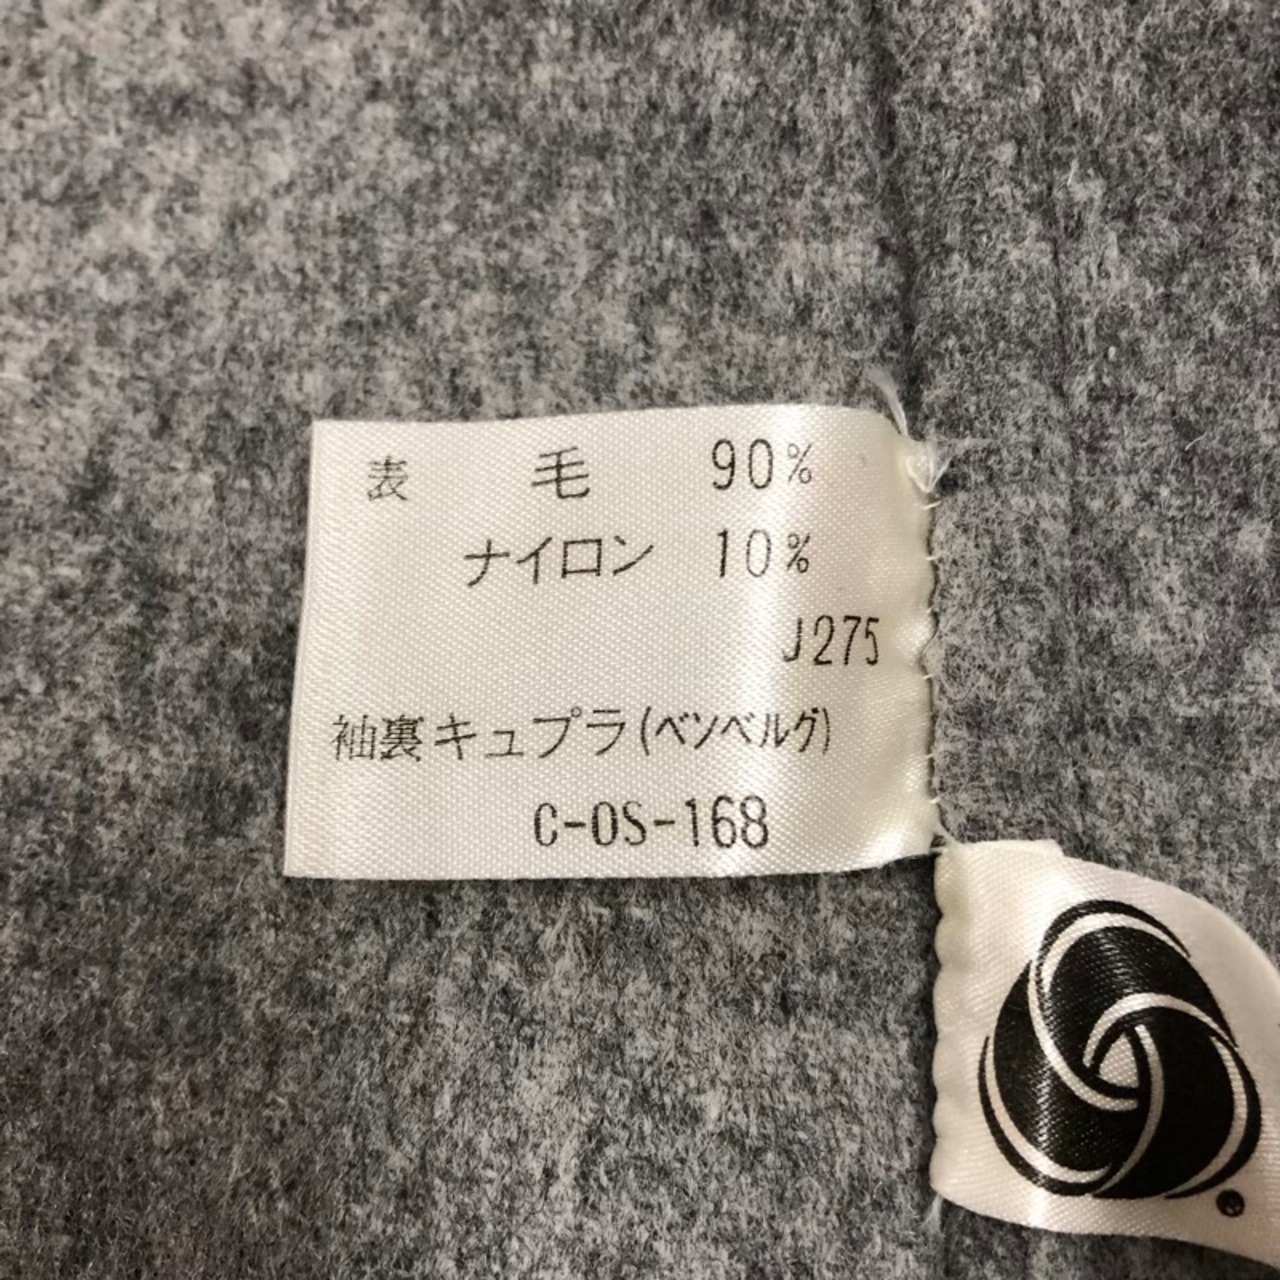 表 毛 90%
ナイロン 10%
J275
袖裏キュプラ(ベンベルグ)
C-OS-168
®